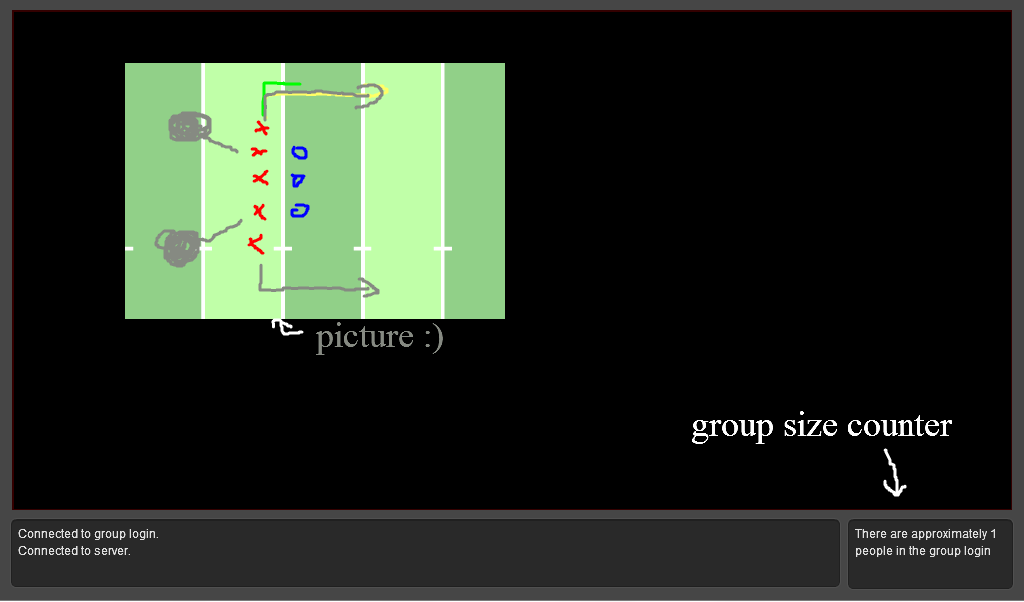 picture :)
group size counter
Connected to group login.
Connected to server.
There are approximately 1
people in the group login